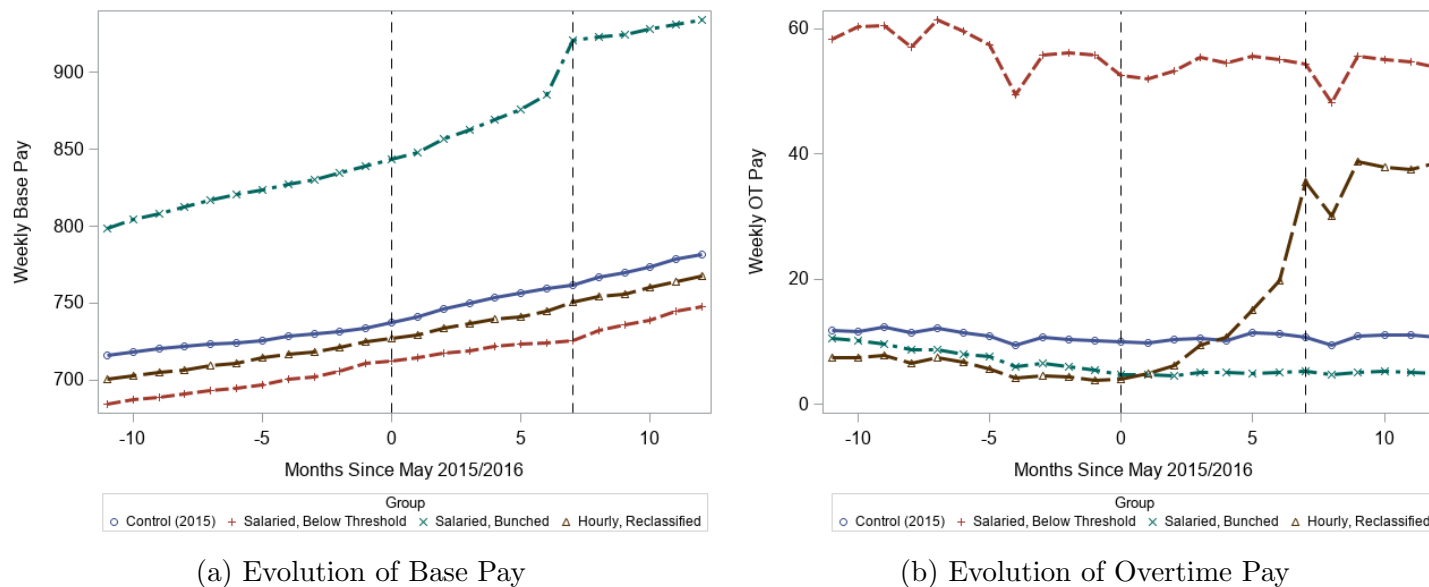 900
850
800
750
700
Weekly Base Pay
-10 -5 0 5 10
Months Since May 2015/2016
Group
Control (2015) Salaried, Below Threshold Salaried, Bunched Hourly, Reclassified
(a) Evolution of Base Pay
60
40
20
0
Weekly OT Pay
-10 -5 0 5 10
Months Since May 2015/2016
Group
Control (2015) Salaried, Below Threshold Salaried, Bunched Hourly, Reclassified
(b) Evolution of Overtime Pay